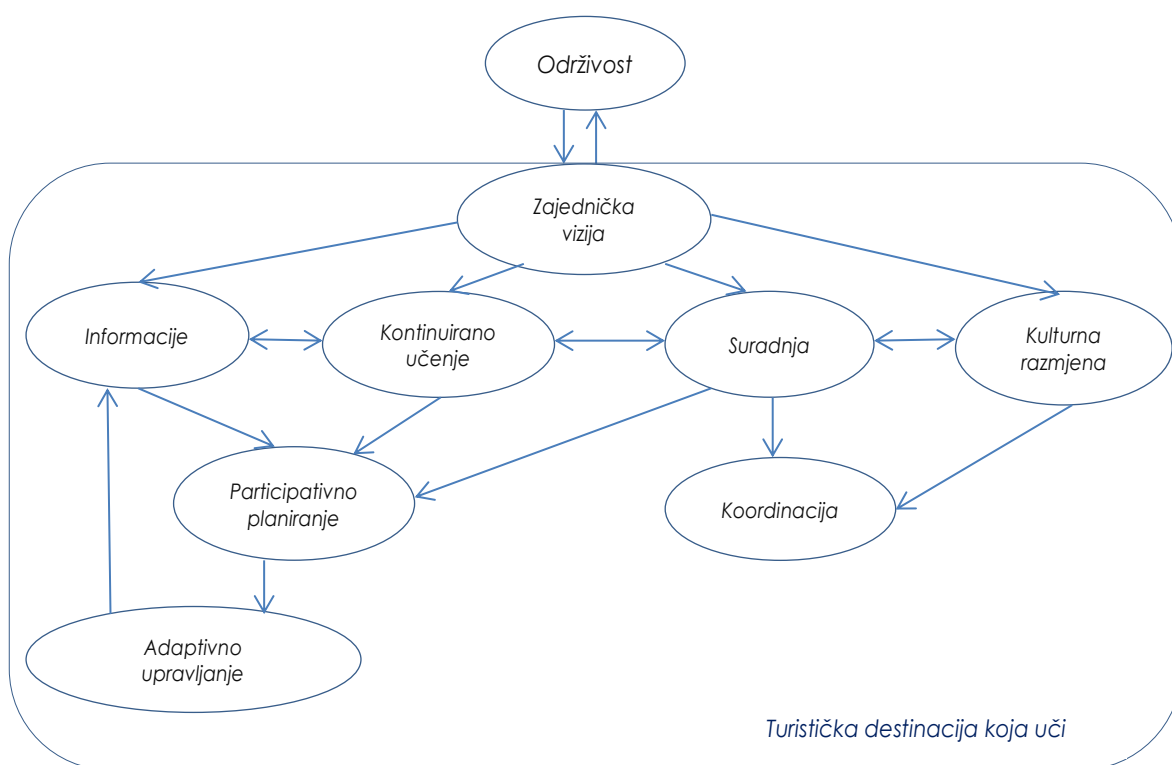 Održivost
Zajednička
vizija
Informacije
Kontinuirano
učenje
Suradnja
Kulturna
razmjena
Participativno
planiranje
Koordinacija
Adaptivno
upravljanje
Turistička destinacija koja uči